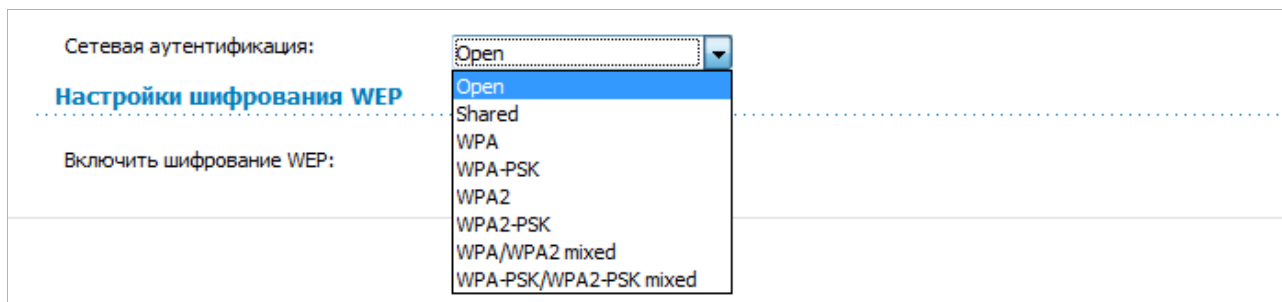 Сетевая аутентификация:
Open
Open
Настройки шифрования WEP
Shared
WPA
Включить шифрование WEP:
WPA-PSK
WPA2
WPA2-PSK
WPA/WPA2 mixed
WPA-PSK/WPA2-PSK mixed